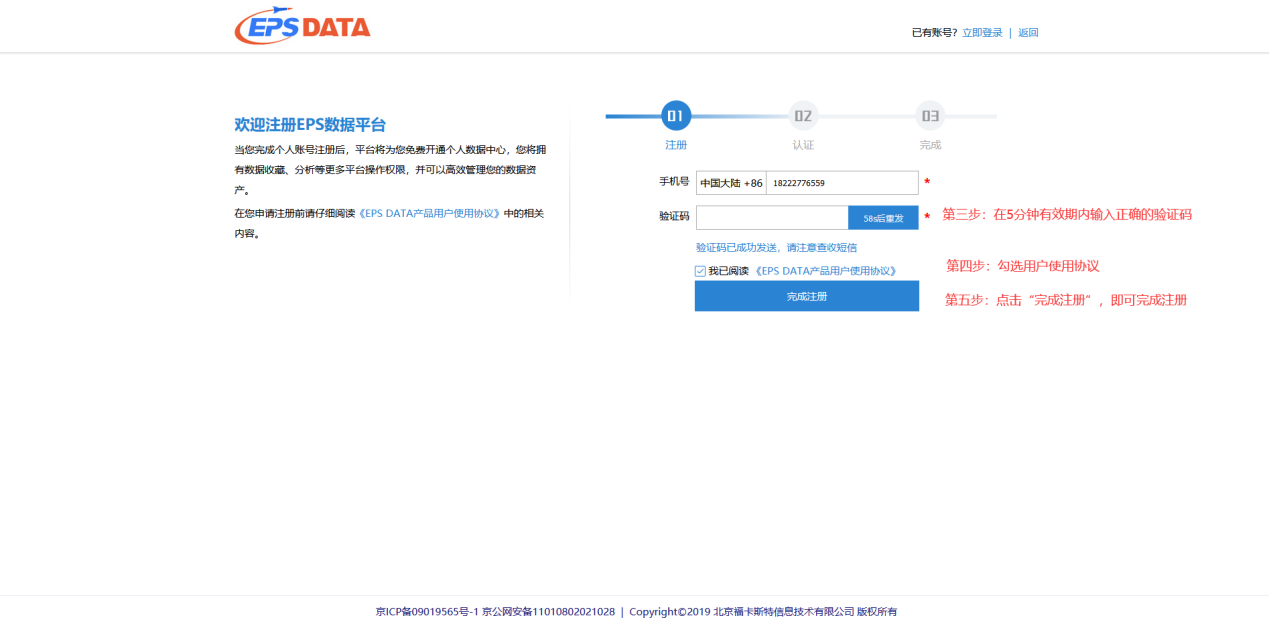 EPS DATA
已有账号? 立即登录 | 返回
欢迎注册EPS数据平台
当您完成个人账号注册后，平台将为您免费开通个人数据中心，您将拥
有数据收藏、分析等更多平台操作权限，并可以高效管理您的数据资
产。
在您申请注册前请仔细阅读《EPS DATA产品用户使用协议》中的相关
内容。
01 02 03
注册 认证 完成
手机号 中国大陆 +86 18222776559 *
验证码 58s后重发 * 第三步：在5分钟有效期内输入正确的验证码
验证码已成功发送，请注意查收短信
我已阅读《EPS DATA产品用户使用协议》 第四步：勾选用户使用协议
完成注册 第五步：点击“完成注册”，即可完成注册
京ICP备09019565号-1 京公网安备11010802021028 | Copyright©2019 北京福卡斯特信息技术有限公司 版权所有